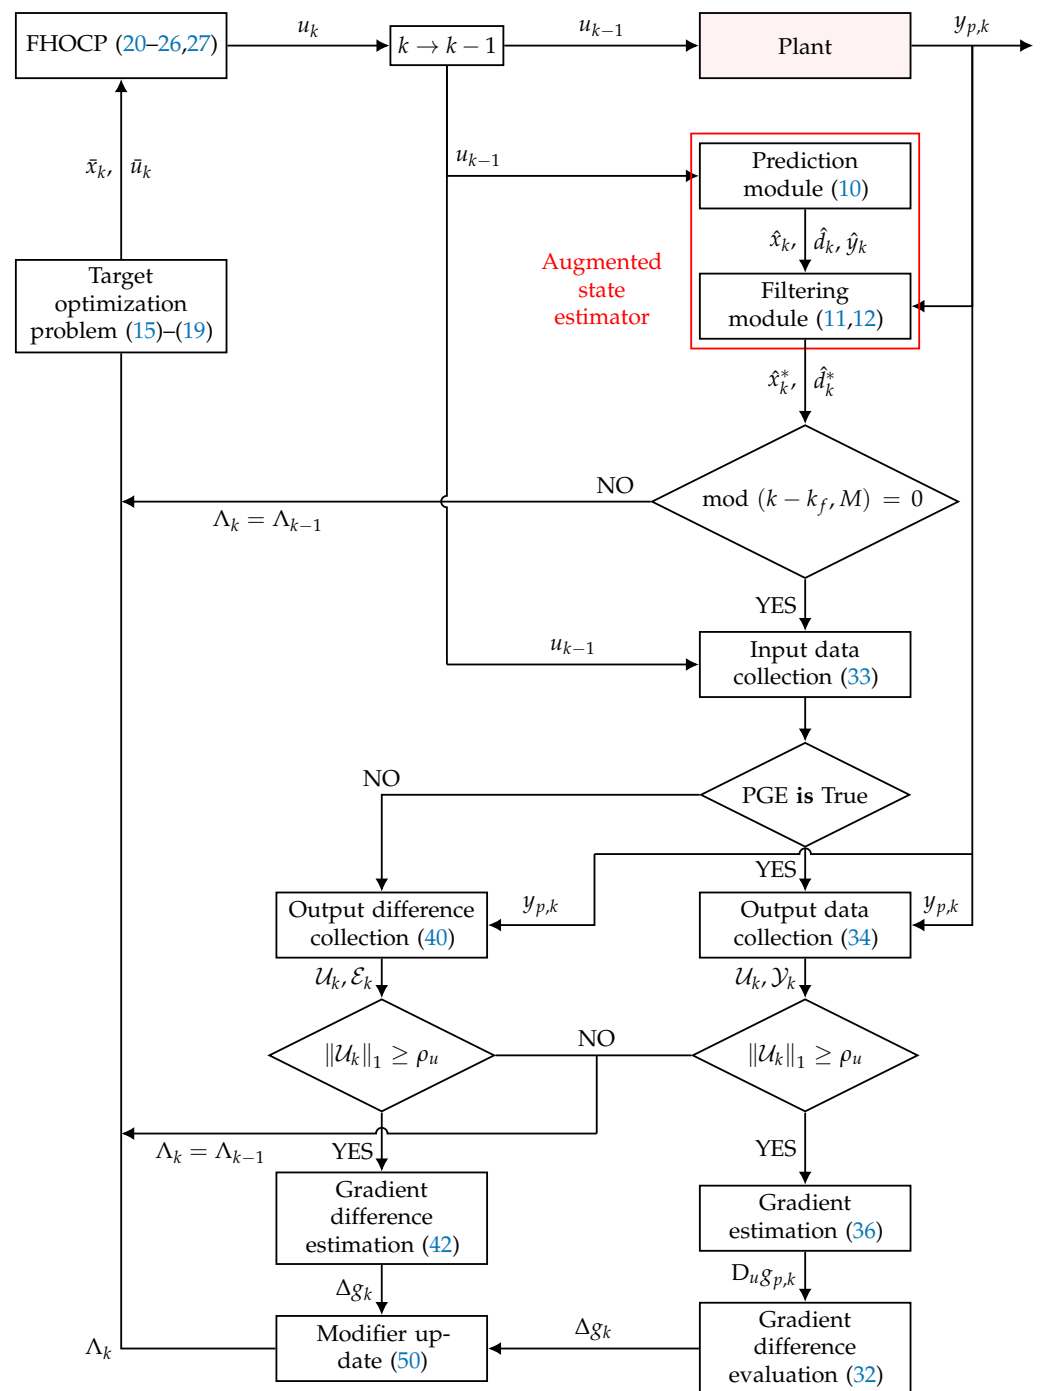 FHOCP (20–26,27)
u_k
k → k − 1
u_{k−1}
Plant
y_{p,k}
x̄_k, ū_k
u_{k−1}
Prediction
module (10)
x̂_k, d̂_k, ŷ_k
Augmented
state
estimator
Filtering
module (11,12)
Target
optimization
problem (15)–(19)
x̂*_k, d̂*_k
NO
mod (k − k_f, M) = 0
Λ_k = Λ_{k−1}
YES
u_{k−1}
Input data
collection (33)
NO
PGE is True
YES
Output difference
collection (40)
y_{p,k}
Output data
collection (34)
y_{p,k}
𝒰_k, ℰ_k
𝒰_k, 𝒴_k
‖𝒰_k‖_1 ≥ ρ_u
NO
‖𝒰_k‖_1 ≥ ρ_u
Λ_k = Λ_{k−1}
YES
YES
Gradient
difference
estimation (42)
Gradient
estimation (36)
Δg_k
D_u g_{p,k}
Λ_k
Modifier up-
date (50)
Δg_k
Gradient
difference
evaluation (32)